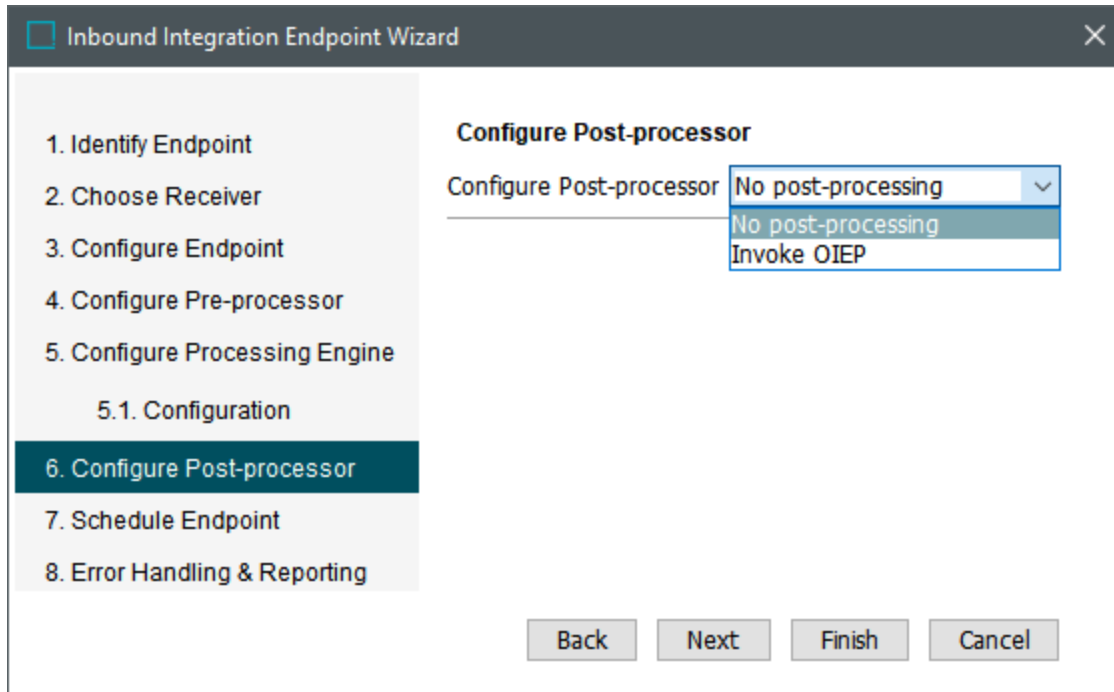 Inbound Integration Endpoint Wizard
1. Identify Endpoint
2. Choose Receiver
3. Configure Endpoint
4. Configure Pre-processor
5. Configure Processing Engine
5.1. Configuration
6. Configure Post-processor
7. Schedule Endpoint
8. Error Handling & Reporting
Configure Post-processor
Configure Post-processor No post-processing
No post-processing
Invoke OIEP
Back Next Finish Cancel